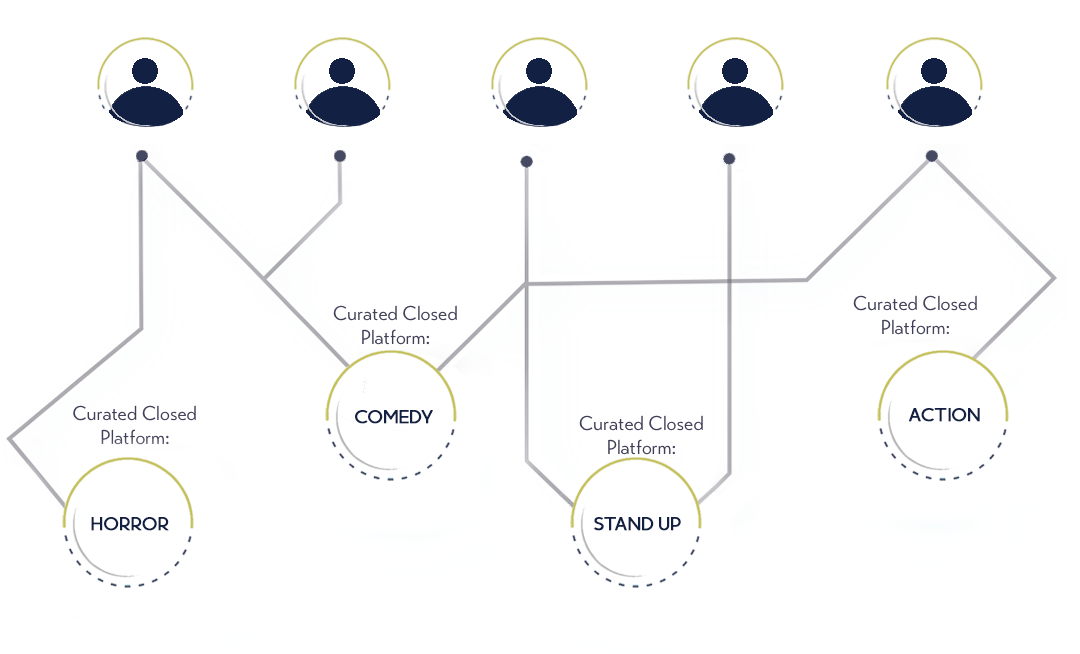 Curated Closed
Platform:
COMEDY
Curated Closed
Platform:
ACTION
Curated Closed
Platform:
HORROR
Curated Closed
Platform:
STAND UP